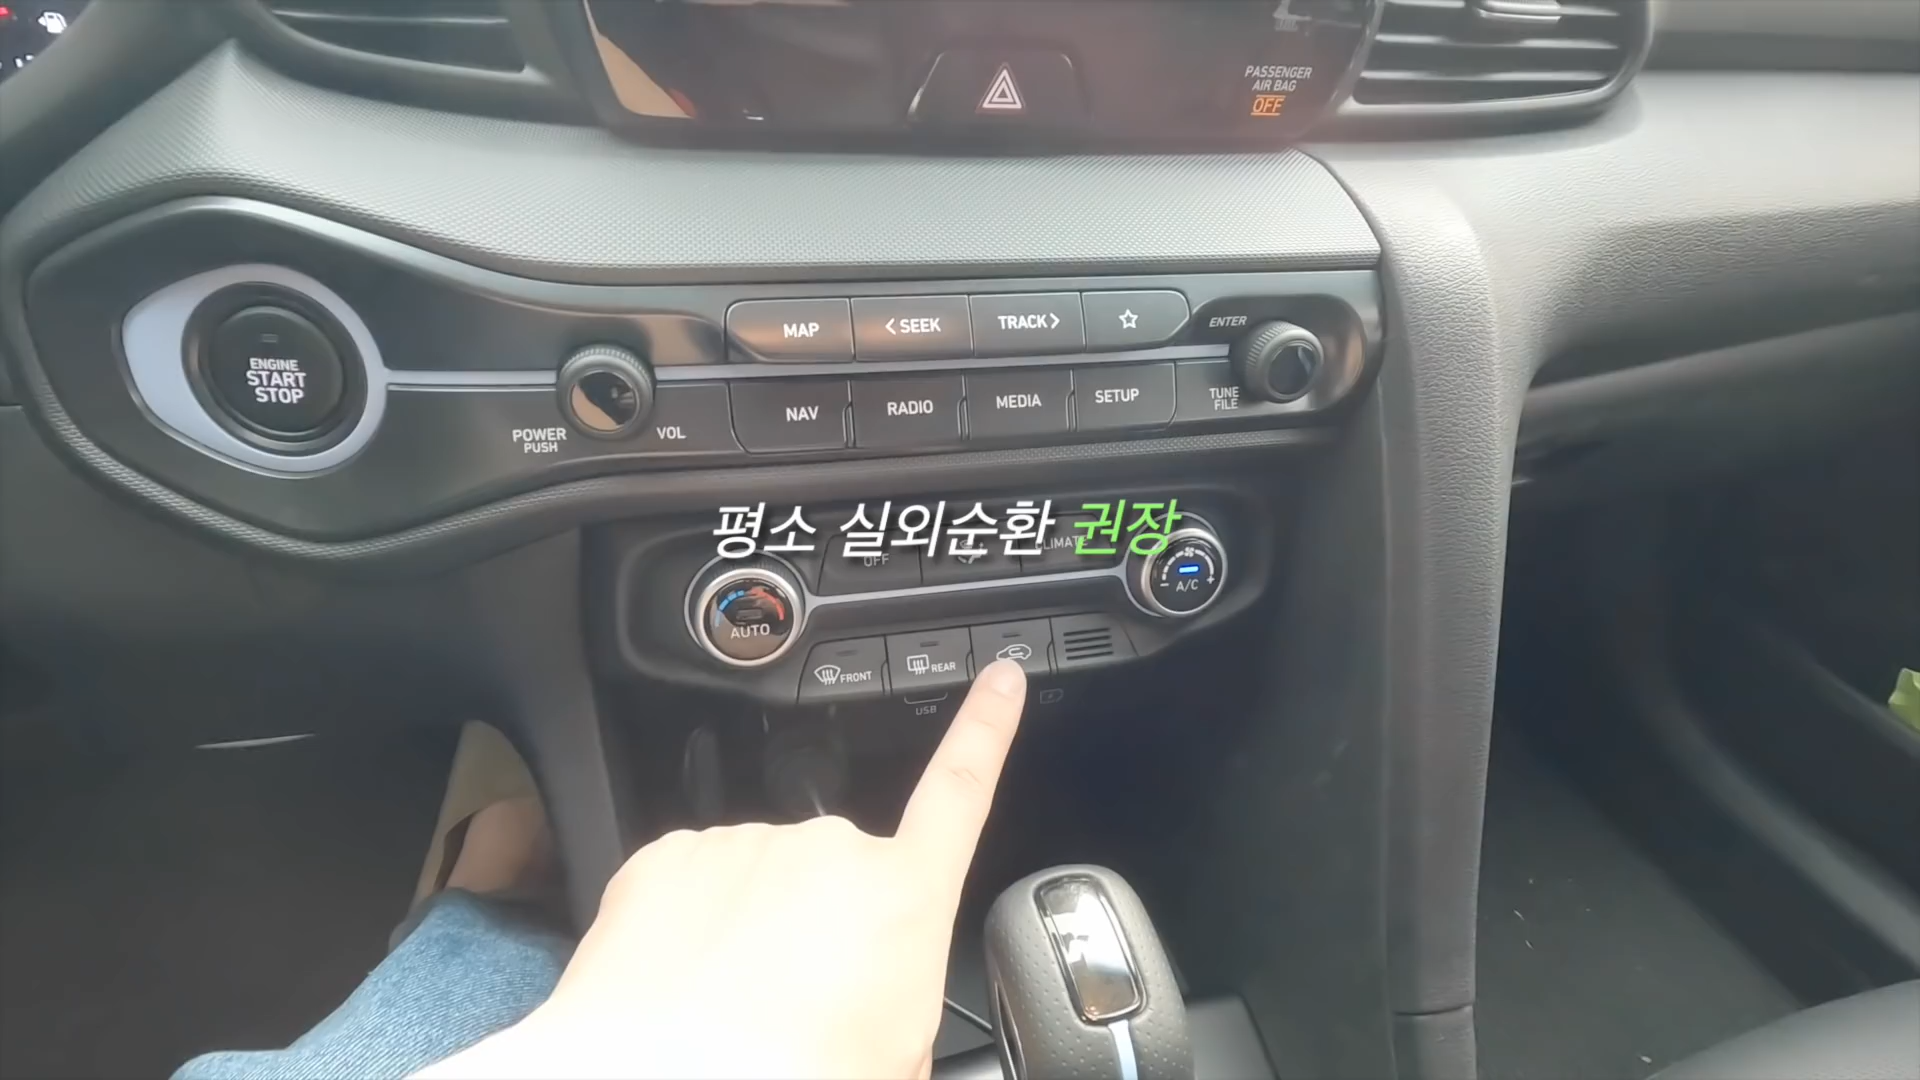 PASSENGER
AIR BAG
OFF
ENGINE
START
STOP
POWER
PUSH
VOL
MAP
SEEK
TRACK
ENTER
NAV
RADIO
MEDIA
SETUP
TUNE
FILE
평소 실외순환 권장
OFF
CLIMATE
AUTO
A/C
FRONT
REAR
USB